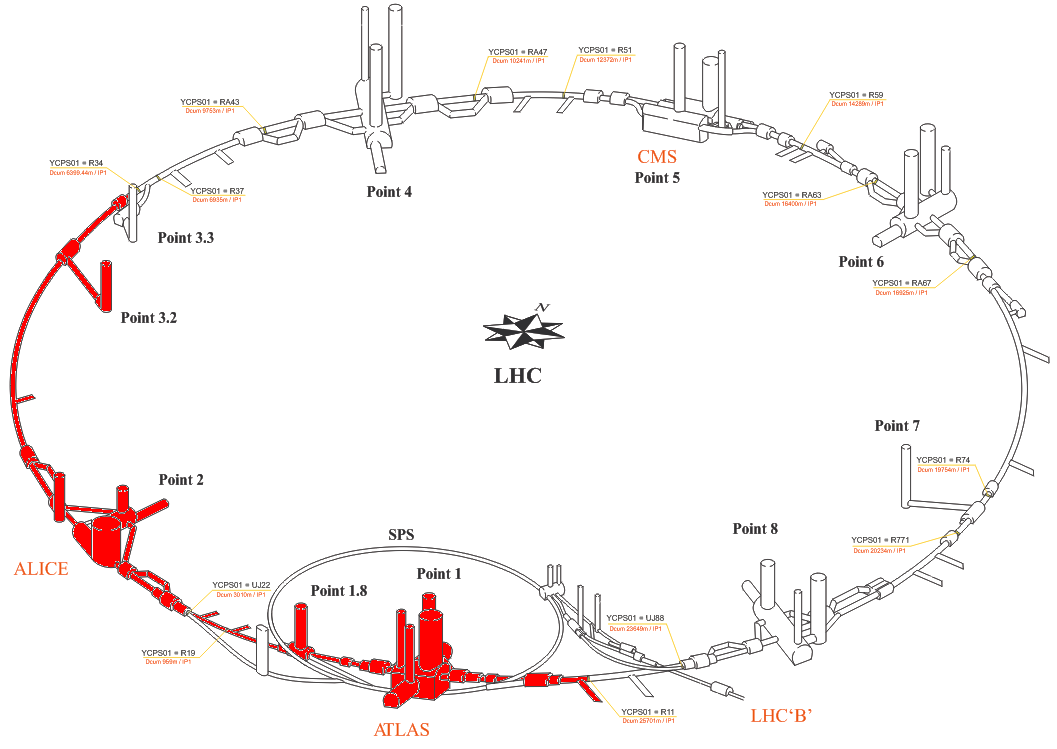 YCPS01 = RA47
Dcum 10241m / IP1
YCPS01 = R51
Dcum 12372m / IP1
YCPS01 = RA43
Dcum 9753m / IP1
YCPS01 = R59
Dcum 14289m / IP1
CMS
Point 5
YCPS01 = R34
Dcum 6399.44m / IP1
YCPS01 = R37
Dcum 6935m / IP1
Point 4
YCPS01 = RA63
Dcum 16400m / IP1
Point 3.3
Point 6
YCPS01 = RA67
Dcum 16925m / IP1
Point 3.2
N
LHC
Point 7
YCPS01 = R74
Dcum 19754m / IP1
Point 2
SPS
Point 8
YCPS01 = R771
Dcum 20234m / IP1
ALICE
YCPS01 = UJ22
Dcum 3010m / IP1
Point 1.8
Point 1
YCPS01 = UJ88
Dcum 23649m / IP1
YCPS01 = R19
Dcum 959m / IP1
YCPS01 = R11
Dcum 25701m / IP1
ATLAS
LHC‘B’